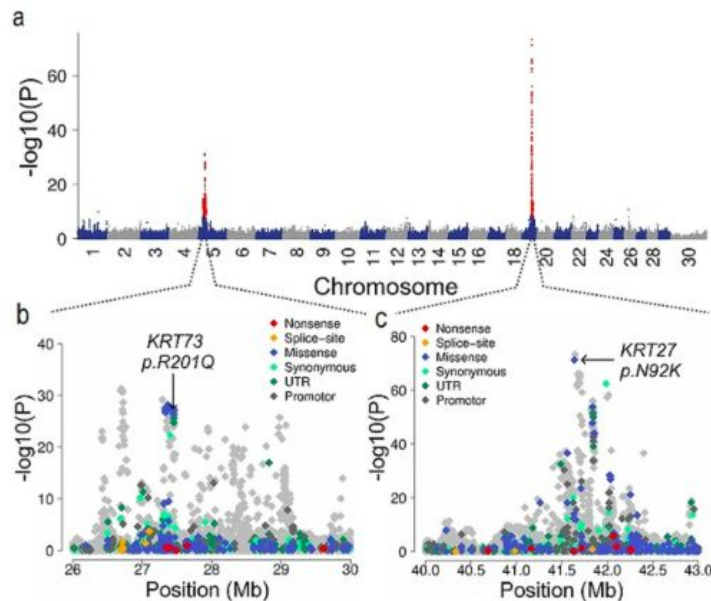 a
-log10(P)
60
40
20
0
1 2 3 4 5 6 7 8 9 10 11 12 13 14 15 16 18 20 22 24 26 28 30
Chromosome
b
KRT73
p.R201Q
Nonsense
Splice-site
Missense
Synonymous
UTR
Promotor
-log10(P)
40
30
20
10
0
26 27 28 29 30
Position (Mb)
c
KRT27
p.N92K
Nonsense
Splice-site
Missense
Synonymous
UTR
Promotor
-log10(P)
80
60
40
20
0
40.0 40.5 41.0 41.5 42.0 42.5 43.0
Position (Mb)